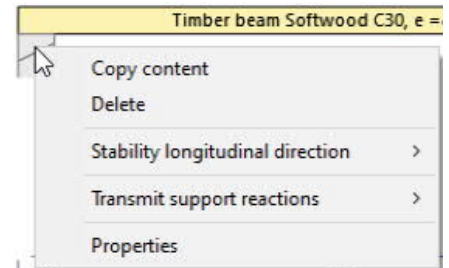 Timber beam Softwood C30, e =
Copy content
Delete
Stability longitudinal direction
Transmit support reactions
Properties